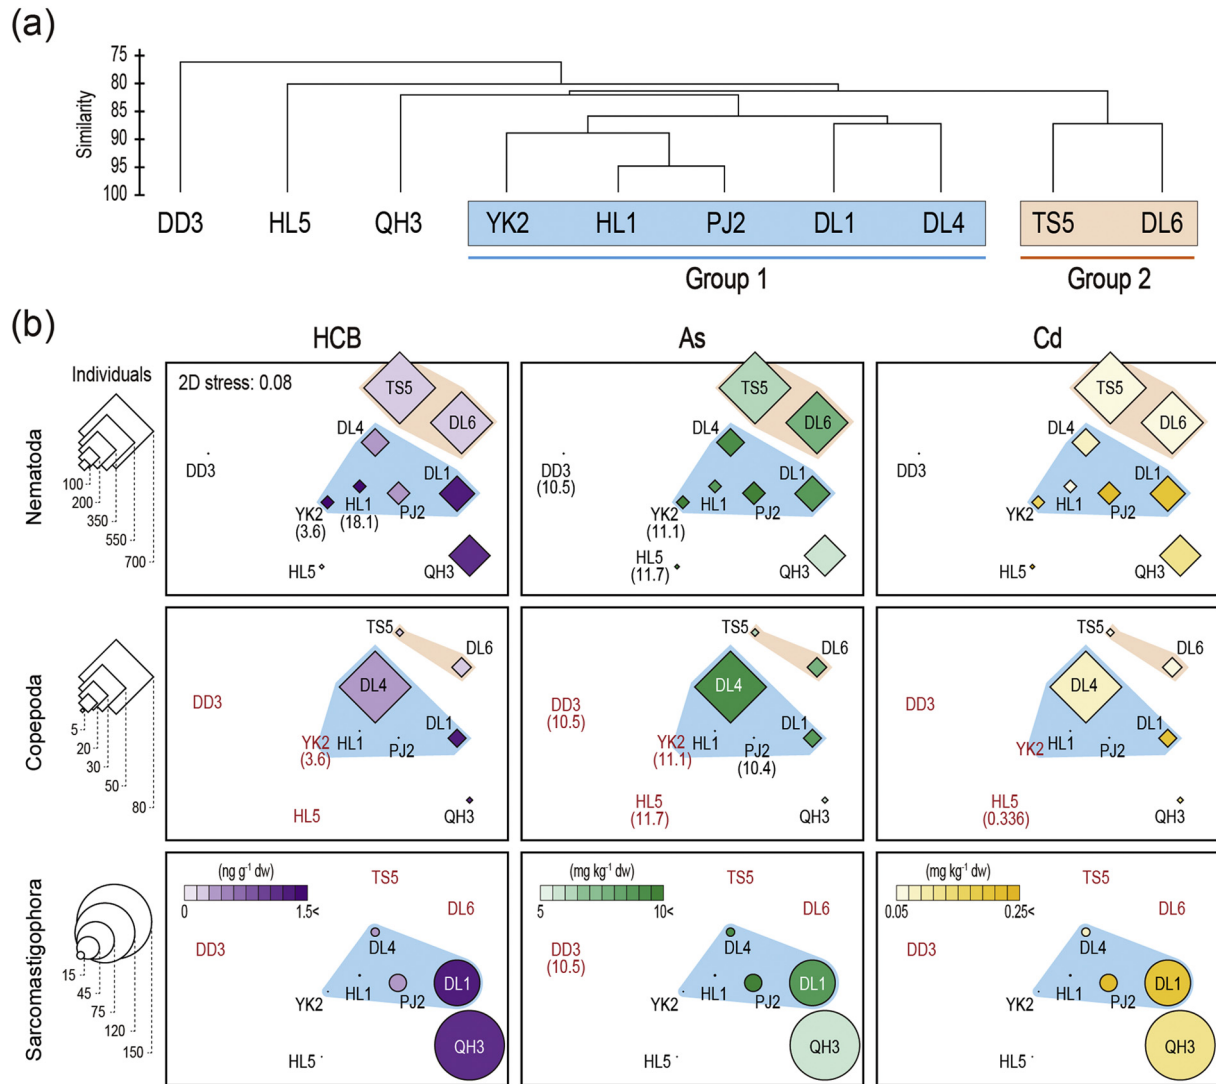 (a)
Similarity
75
80
85
90
95
100
DD3 HL5 QH3 YK2 HL1 PJ2 DL1 DL4 TS5 DL6
Group 1 Group 2
(b)
HCB As Cd
Nematoda
Individuals
100
200
350
550
700
2D stress: 0.08
TS5
DL6
DL4
DD3
DL1
HL1
(18.1)
YK2
(3.6)
PJ2
HL5
QH3
TS5
DL6
DL4
DD3
(10.5)
DL1
HL1
YK2
(11.1)
PJ2
HL5
(11.7)
QH3
TS5
DL6
DL4
DD3
DL1
HL1
YK2
PJ2
HL5
QH3
Copepoda
5
20
30
50
80
TS5
DL6
DL4
DD3
DL1
YK2
(3.6)
HL1
PJ2
HL5
QH3
TS5
DL6
DL4
DD3
(10.5)
DL1
YK2
(11.1)
HL1
PJ2
(10.4)
HL5
(11.7)
QH3
TS5
DL6
DL4
DD3
DL1
YK2
HL1
PJ2
HL5
(0.336)
QH3
Sarcomastigophora
15
45
75
120
150
(ng g⁻¹ dw)
0 1.5<
TS5
DL6
DD3
DL4
DL1
YK2
HL1
PJ2
QH3
HL5
(mg kg⁻¹ dw)
5 10<
TS5
DL6
DD3
(10.5)
DL4
DL1
YK2
HL1
PJ2
QH3
HL5
(mg kg⁻¹ dw)
0.05 0.25<
TS5
DL6
DD3
DL4
DL1
YK2
HL1
PJ2
QH3
HL5